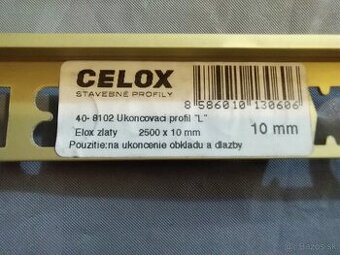 CELOX
STAVEBNÉ PROFILY
8 586010 130606
40- 8102 Ukoncovaci profil "L"
Elox zlaty 2500 x 10 mm
10 mm
Pouzitie:na ukoncenie obkladu a dlazby